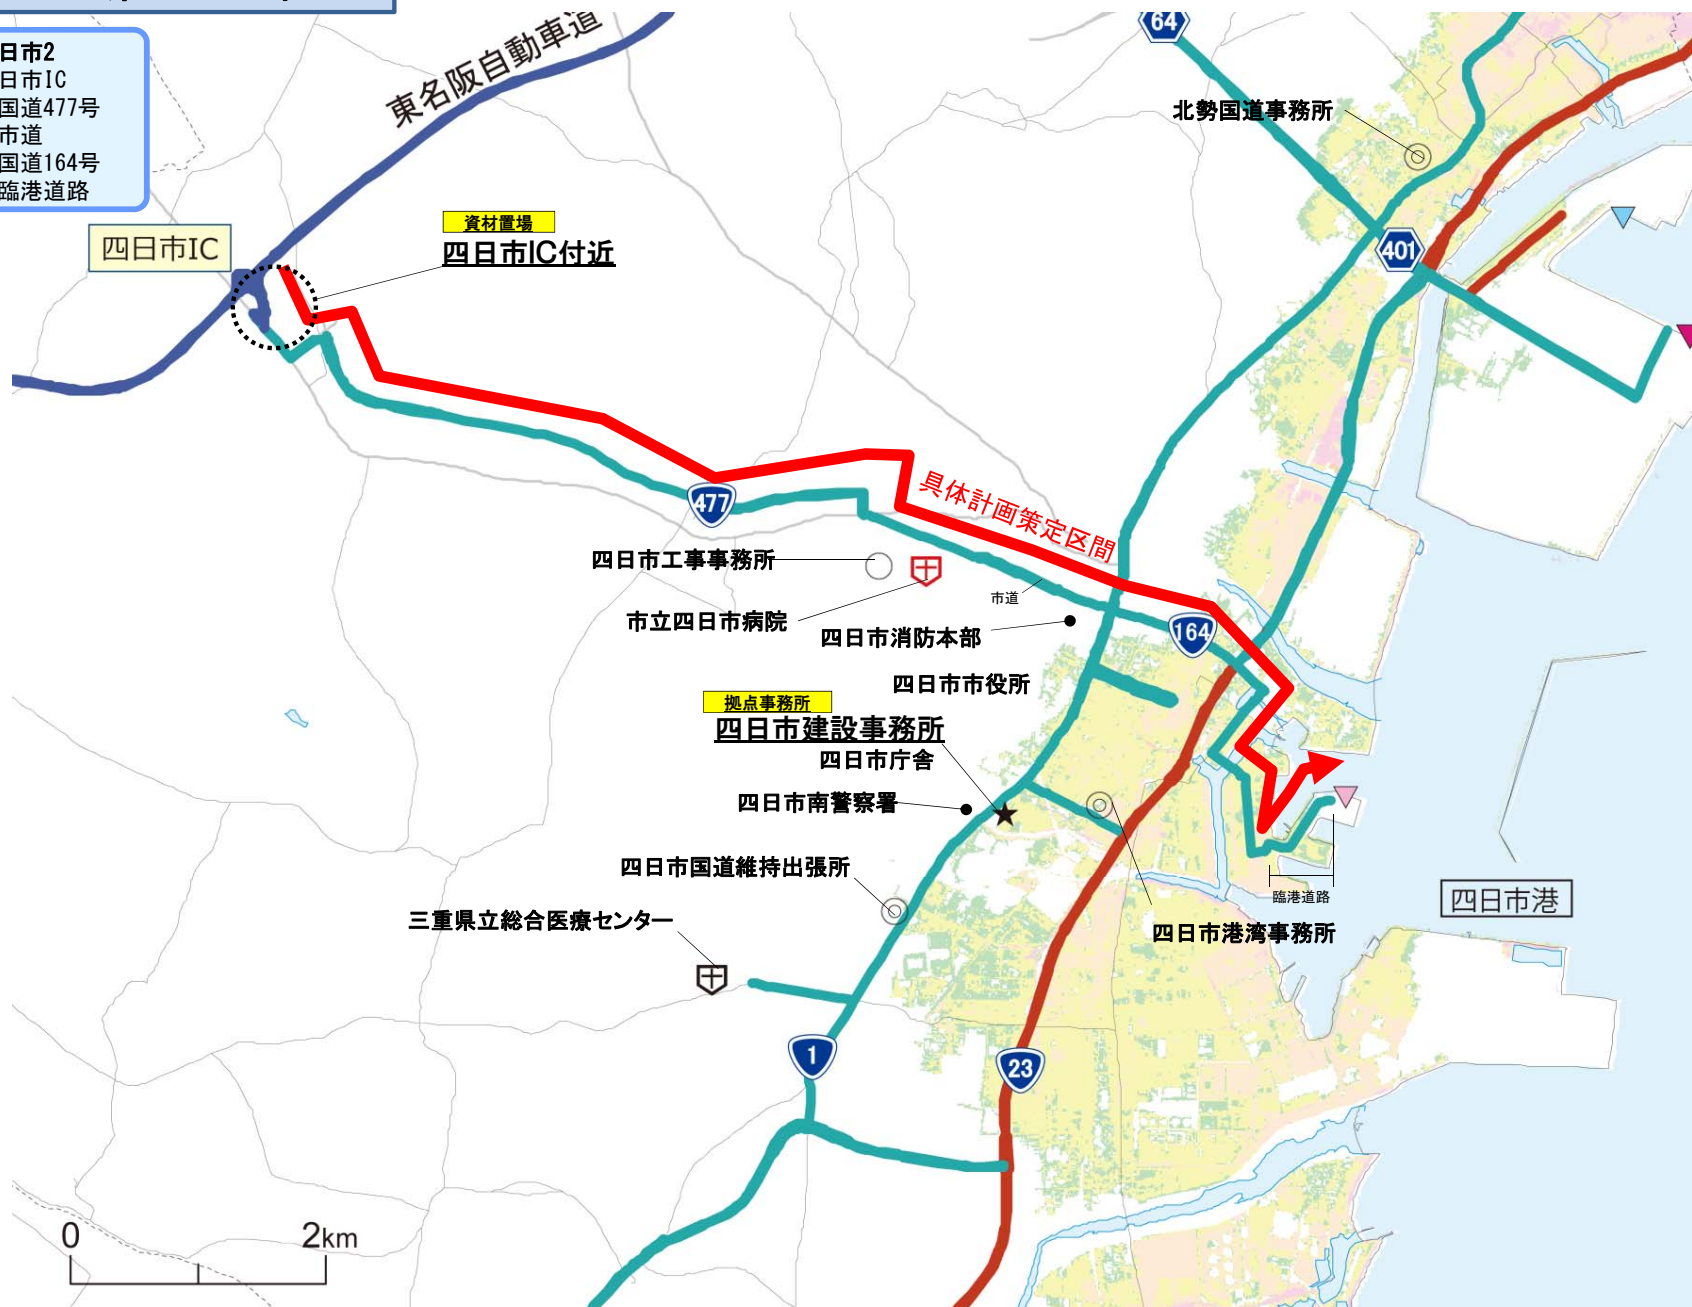 日市2
日市IC
国道477号
市道
国道164号
臨港道路
東名阪自動車道
64
北勢国道事務所
四日市IC
資材置場
四日市IC付近
401
477
具体計画策定区間
四日市工事事務所
市道
市立四日市病院
四日市消防本部
164
四日市市役所
拠点事務所
四日市建設事務所
四日市庁舎
四日市南警察署
四日市国道維持出張所
臨港道路
四日市港
三重県立総合医療センター
四日市港湾事務所
1
23
0
2km